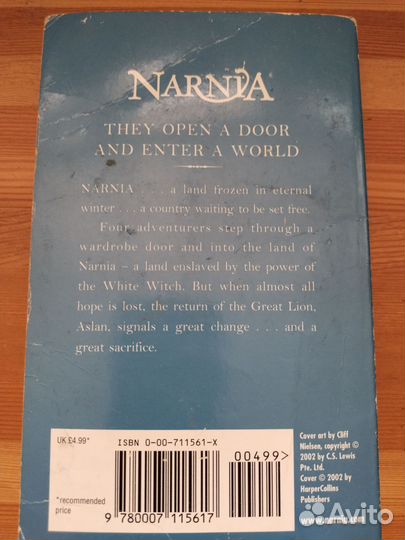 NARNIA
THEY OPEN A DOOR
AND ENTER A WORLD
NARNIA . . . a land frozen in eternal
winter . . . a country waiting to be set free.
Four adventurers step through a
wardrobe door and into the land of
Narnia – a land enslaved by the power of
the White Witch. But when almost all
hope is lost, the return of the Great Lion,
Aslan, signals a great change . . . and a
great sacrifice.
UK £4.99*
*recommended
price
ISBN 0-00-711561-X
00499>
9 780007 115617
Cover art by Cliff
Nielsen, copyright ©
2002 by C.S. Lewis
Pte. Ltd.
Cover © 2002 by
HarperCollins
Publishers
www.narnia.com
Avito